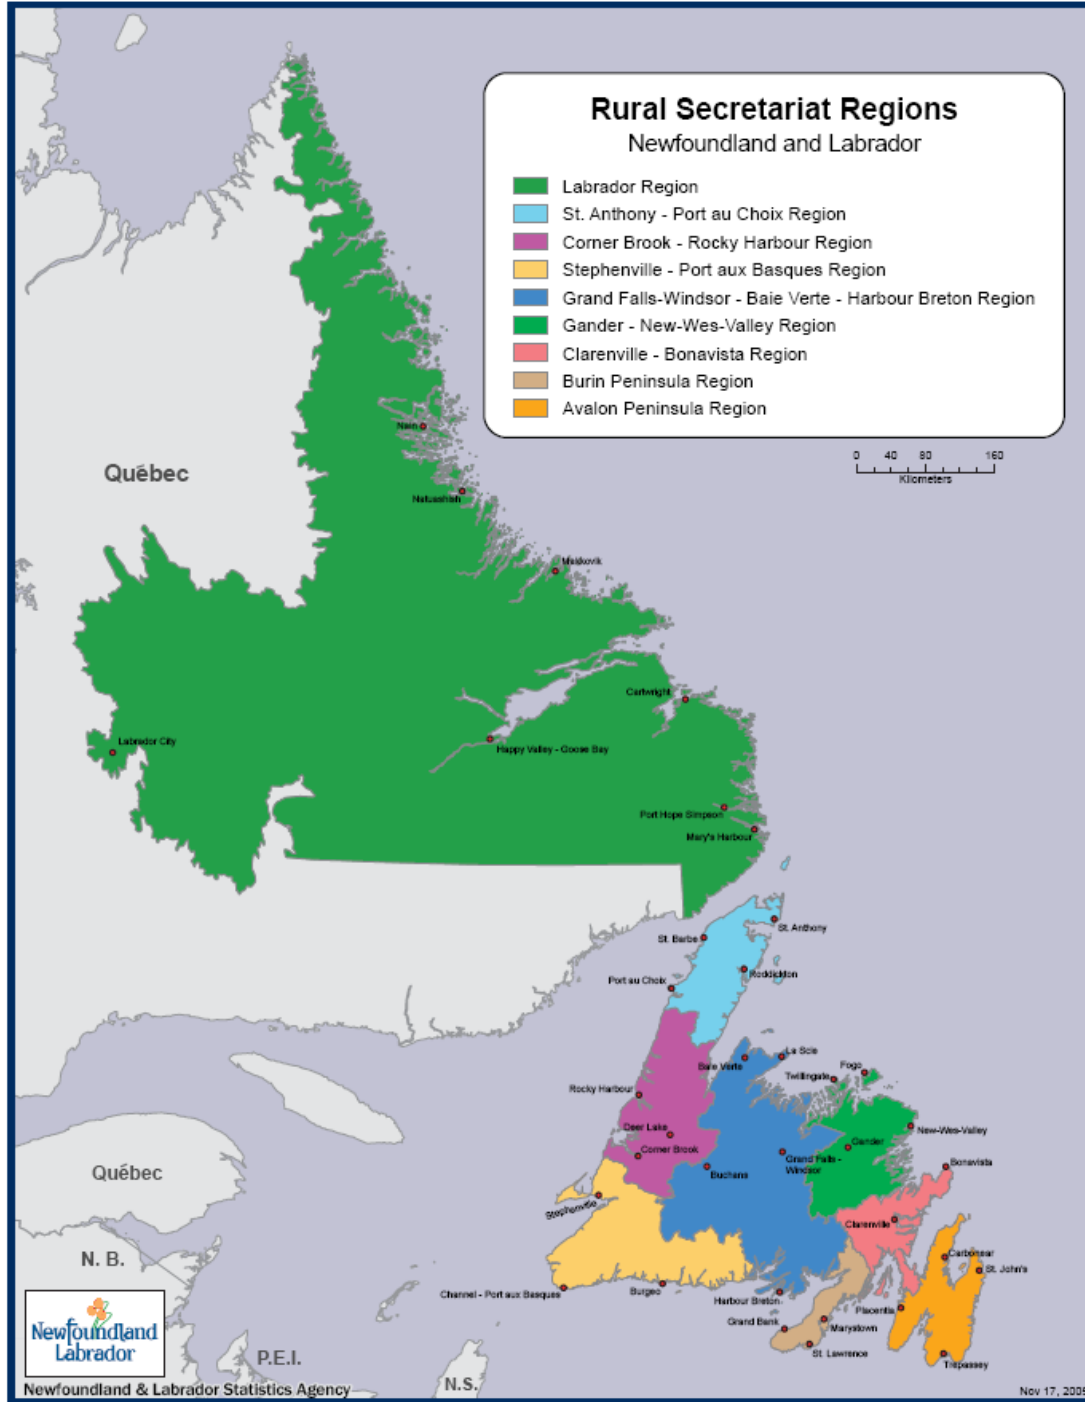 Rural Secretariat Regions
Newfoundland and Labrador
Labrador Region
St. Anthony - Port au Choix Region
Corner Brook - Rocky Harbour Region
Stephenville - Port aux Basques Region
Grand Falls-Windsor - Baie Verte - Harbour Breton Region
Gander - New-Wes-Valley Region
Clarenville - Bonavista Region
Burin Peninsula Region
Avalon Peninsula Region
0 40 80 160
Kilometers
Nain
Québec
Natuashish
Makkovik
Cartwright
Labrador City
Happy Valley - Goose Bay
Port Hope Simpson
Mary's Harbour
St. Anthony
St. Barbe
Roddickton
Port au Choix
La Scie
Baie Verte
Fogo
Twillingate
Rocky Harbour
New-Wes-Valley
Deer Lake
Gander
Corner Brook
Grand Falls -
Windsor
Buchans
Bonavista
Québec
Stephenville
Clarenville
Carbonear
N. B.
St. John's
Channel - Port aux Basques
Burgeo
Harbour Breton
Placentia
Grand Bank
Marystown
St. Lawrence
Trepassey
Newfoundland
Labrador
P.E.I.
N.S.
Newfoundland & Labrador Statistics Agency
Nov 17, 2005